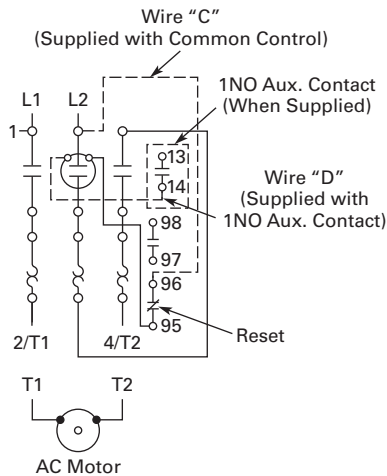 Wire “C”
(Supplied with Common Control)
1NO Aux. Contact
(When Supplied)
L1 L2
1
13
14
Wire “D”
(Supplied with
1NO Aux. Contact)
98
97
96
95
Reset
2/T1 4/T2
T1 T2
AC Motor